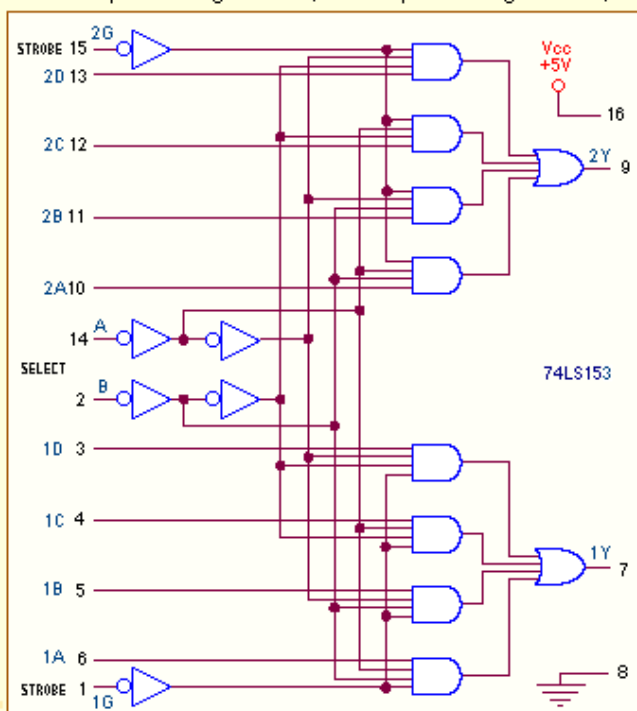 2G
STROBE 15
2D 13
Vcc
+5V
16
2C 12
2Y
9
2B 11
2A 10
A
14
SELECT
74LS153
B
2
1D 3
1C 4
1Y
7
1B 5
1A 6
8
STROBE 1
1G